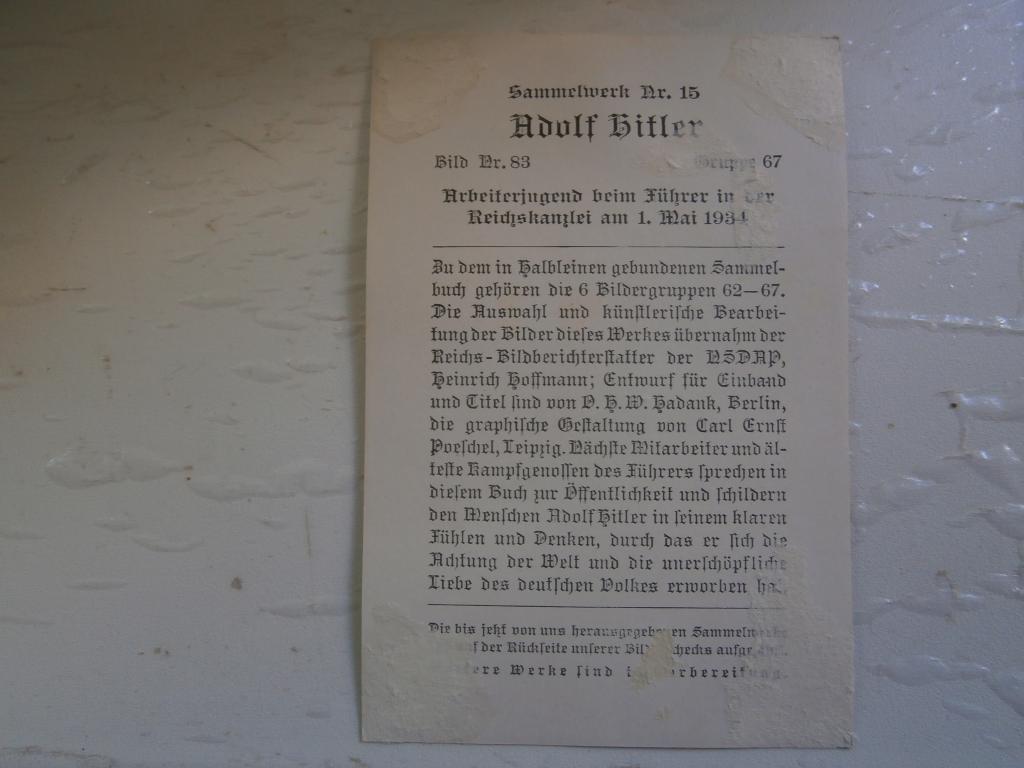 Sammelwerk Nr. 15
Adolf Hitler
Bild Nr. 83 Gruppe 67
Arbeiterjugend beim Führer in der
Reichskanzlei am 1. Mai 1934
Zu dem in Halbleinen gebundenen Sammel-
buch gehören die 6 Bildergruppen 62—67.
Die Auswahl und künstlerische Bearbei-
tung der Bilder dieses Werkes übernahm der
Reichs-Bildberichterstatter der NSDAP,
Heinrich Hoffmann; Entwurf für Einband
und Titel sind von O. H. W. Hadank, Berlin,
die graphische Gestaltung von Carl Ernst
Poeschel, Leipzig. Nächste Mitarbeiter und äl-
teste Kampfgenossen des Führers sprechen in
diesem Buch zur Öffentlichkeit und schildern
den Menschen Adolf Hitler in seinem klaren
Fühlen und Denken, durch das er sich die
Achtung der Welt und die unerschöpfliche
Liebe des deutschen Volkes erworben hat.
Die bis jetzt von uns herausgegebenen Sammelwerke
der Rückseite unserer
Werke sind